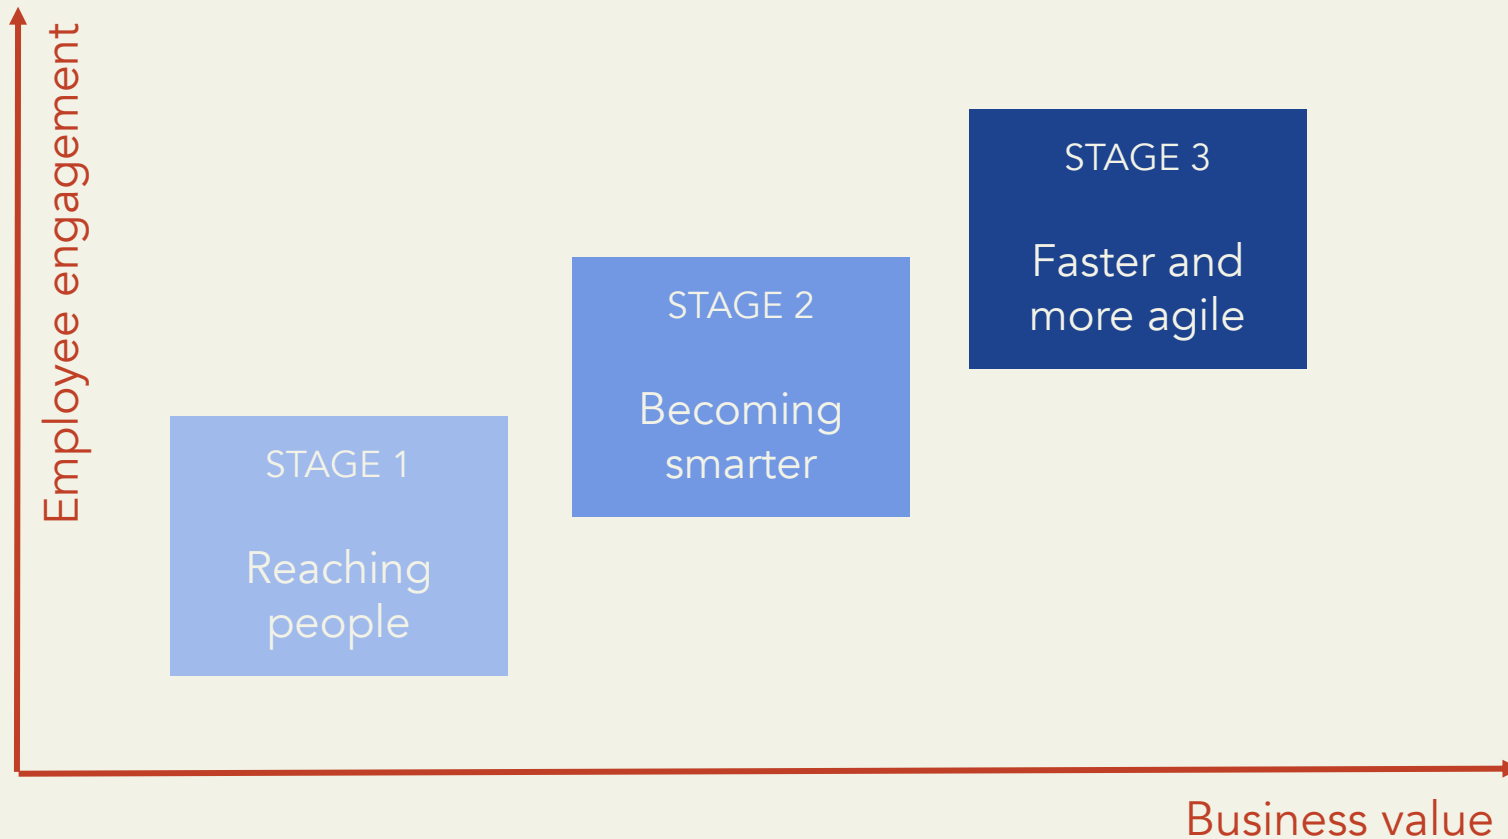 Employee engagement
STAGE 1
Reaching
people
STAGE 2
Becoming
smarter
STAGE 3
Faster and
more agile
Business value